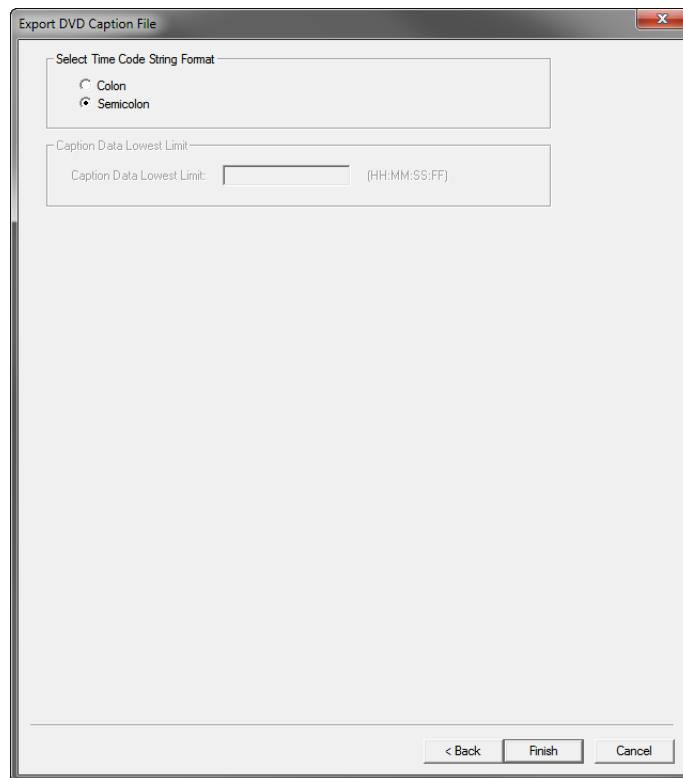 Export DVD Caption File
Select Time Code String Format
Colon
Semicolon
Caption Data Lowest Limit
Caption Data Lowest Limit: (HH:MM:SS:FF)
< Back Finish Cancel